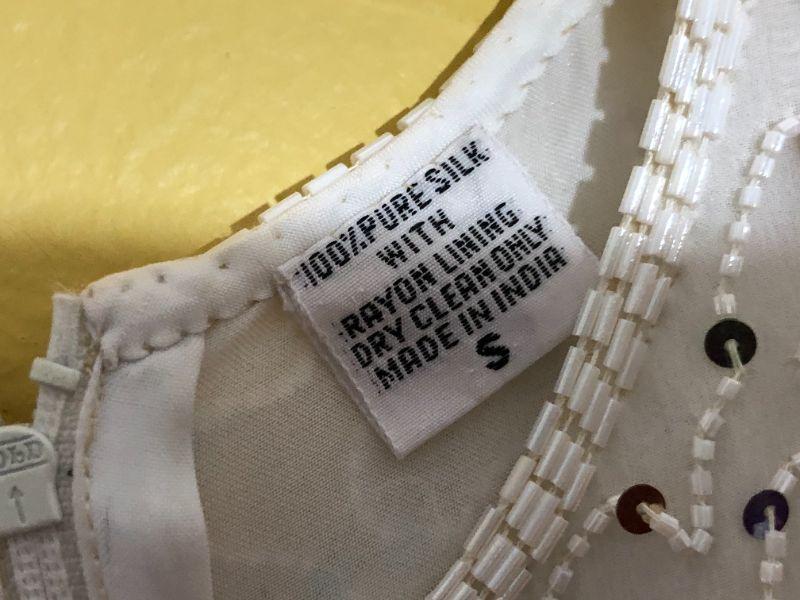 100% PURE SILK
WITH
RAYON LINING
DRY CLEAN ONLY
MADE IN INDIA
S